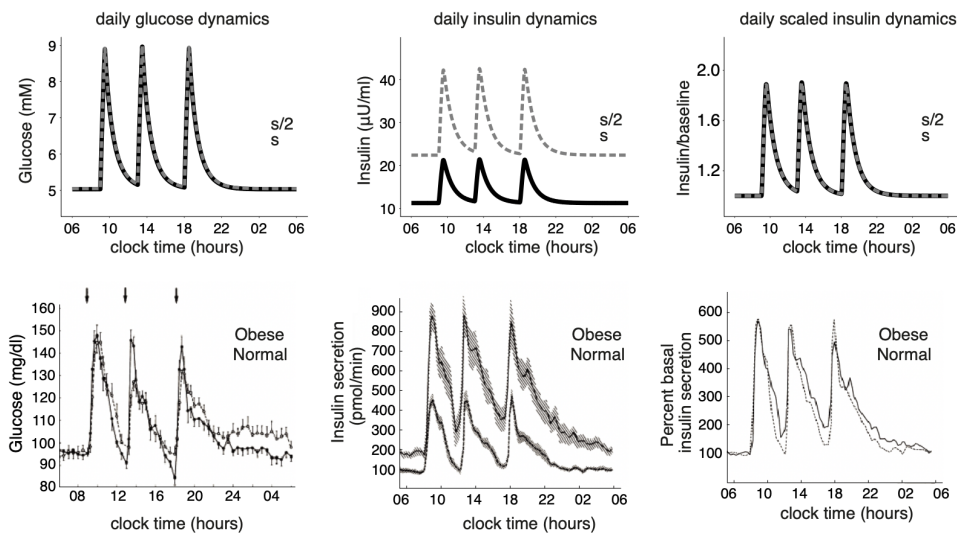 daily glucose dynamics
daily insulin dynamics
daily scaled insulin dynamics
Glucose (mM)
9
8
7
6
5
s/2
s
06 10 14 18 22 02 06
clock time (hours)
Insulin (µU/ml)
40
30
20
10
s/2
s
06 10 14 18 22 02 06
clock time (hours)
Insulin/baseline
2.0
1.6
1.2
s/2
s
06 10 14 18 22 02 06
clock time (hours)
Glucose (mg/dl)
160
150
140
130
120
110
100
90
80
Obese
Normal
08 12 16 20 24 04
clock time (hours)
Insulin secretion
(pmol/min)
900
800
700
600
500
400
300
200
100
Obese
Normal
06 10 14 18 22 02 06
clock time (hours)
Percent basal
insulin secretion
600
500
400
300
200
100
Obese
Normal
06 10 14 18 22 02 06
clock time (hours)